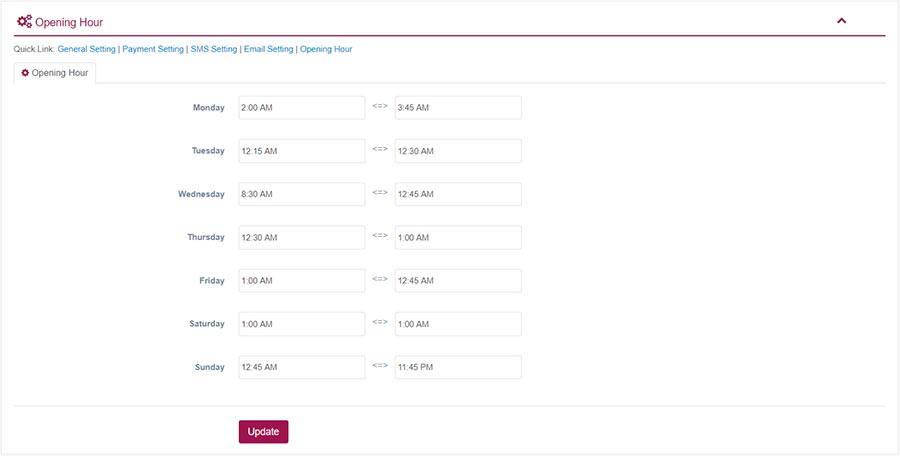 Opening Hour
Quick Link: General Setting | Payment Setting | SMS Setting | Email Setting | Opening Hour
Opening Hour
Monday 2:00 AM <=> 3:45 AM
Tuesday 12:15 AM <=> 12:30 AM
Wednesday 8:30 AM <=> 12:45 AM
Thursday 12:30 AM <=> 1:00 AM
Friday 1:00 AM <=> 12:45 AM
Saturday 1:00 AM <=> 1:00 AM
Sunday 12:45 AM <=> 11:45 PM
Update